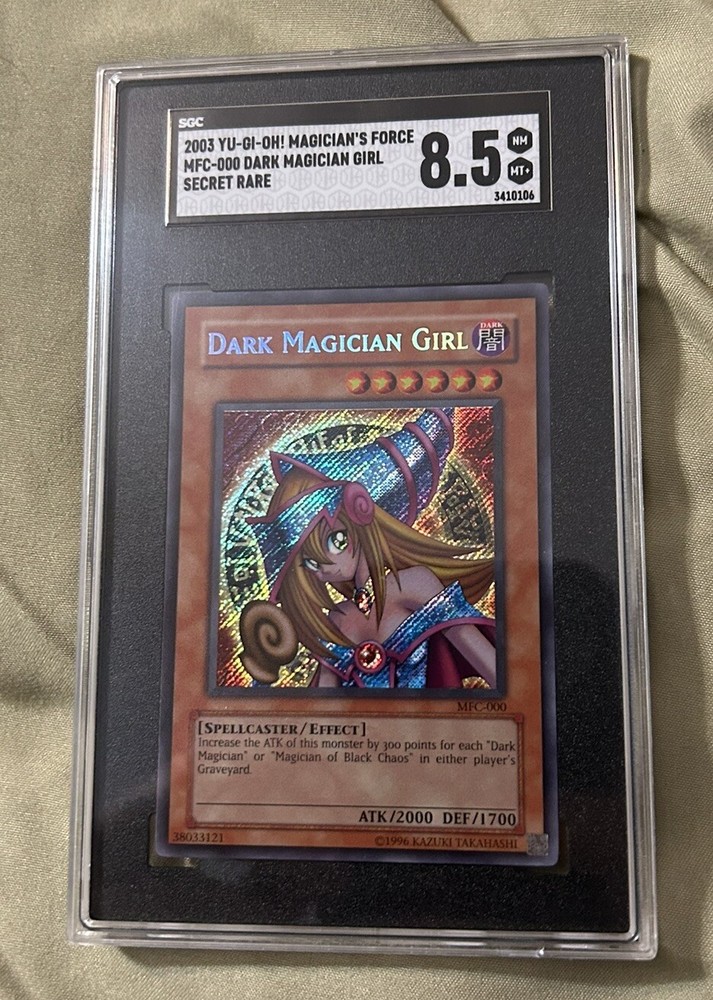 SGC
2003 YU-GI-OH! MAGICIAN'S FORCE
MFC-000 DARK MAGICIAN GIRL
SECRET RARE
8.5
NM
MT+
3410106
DARK MAGICIAN GIRL
DARK
闇
MFC-000
[SPELLCASTER/EFFECT]
Increase the ATK of this monster by 300 points for each "Dark
Magician" or "Magician of Black Chaos" in either player's
Graveyard.
ATK/2000 DEF/1700
38033121
©1996 KAZUKI TAKAHASHI